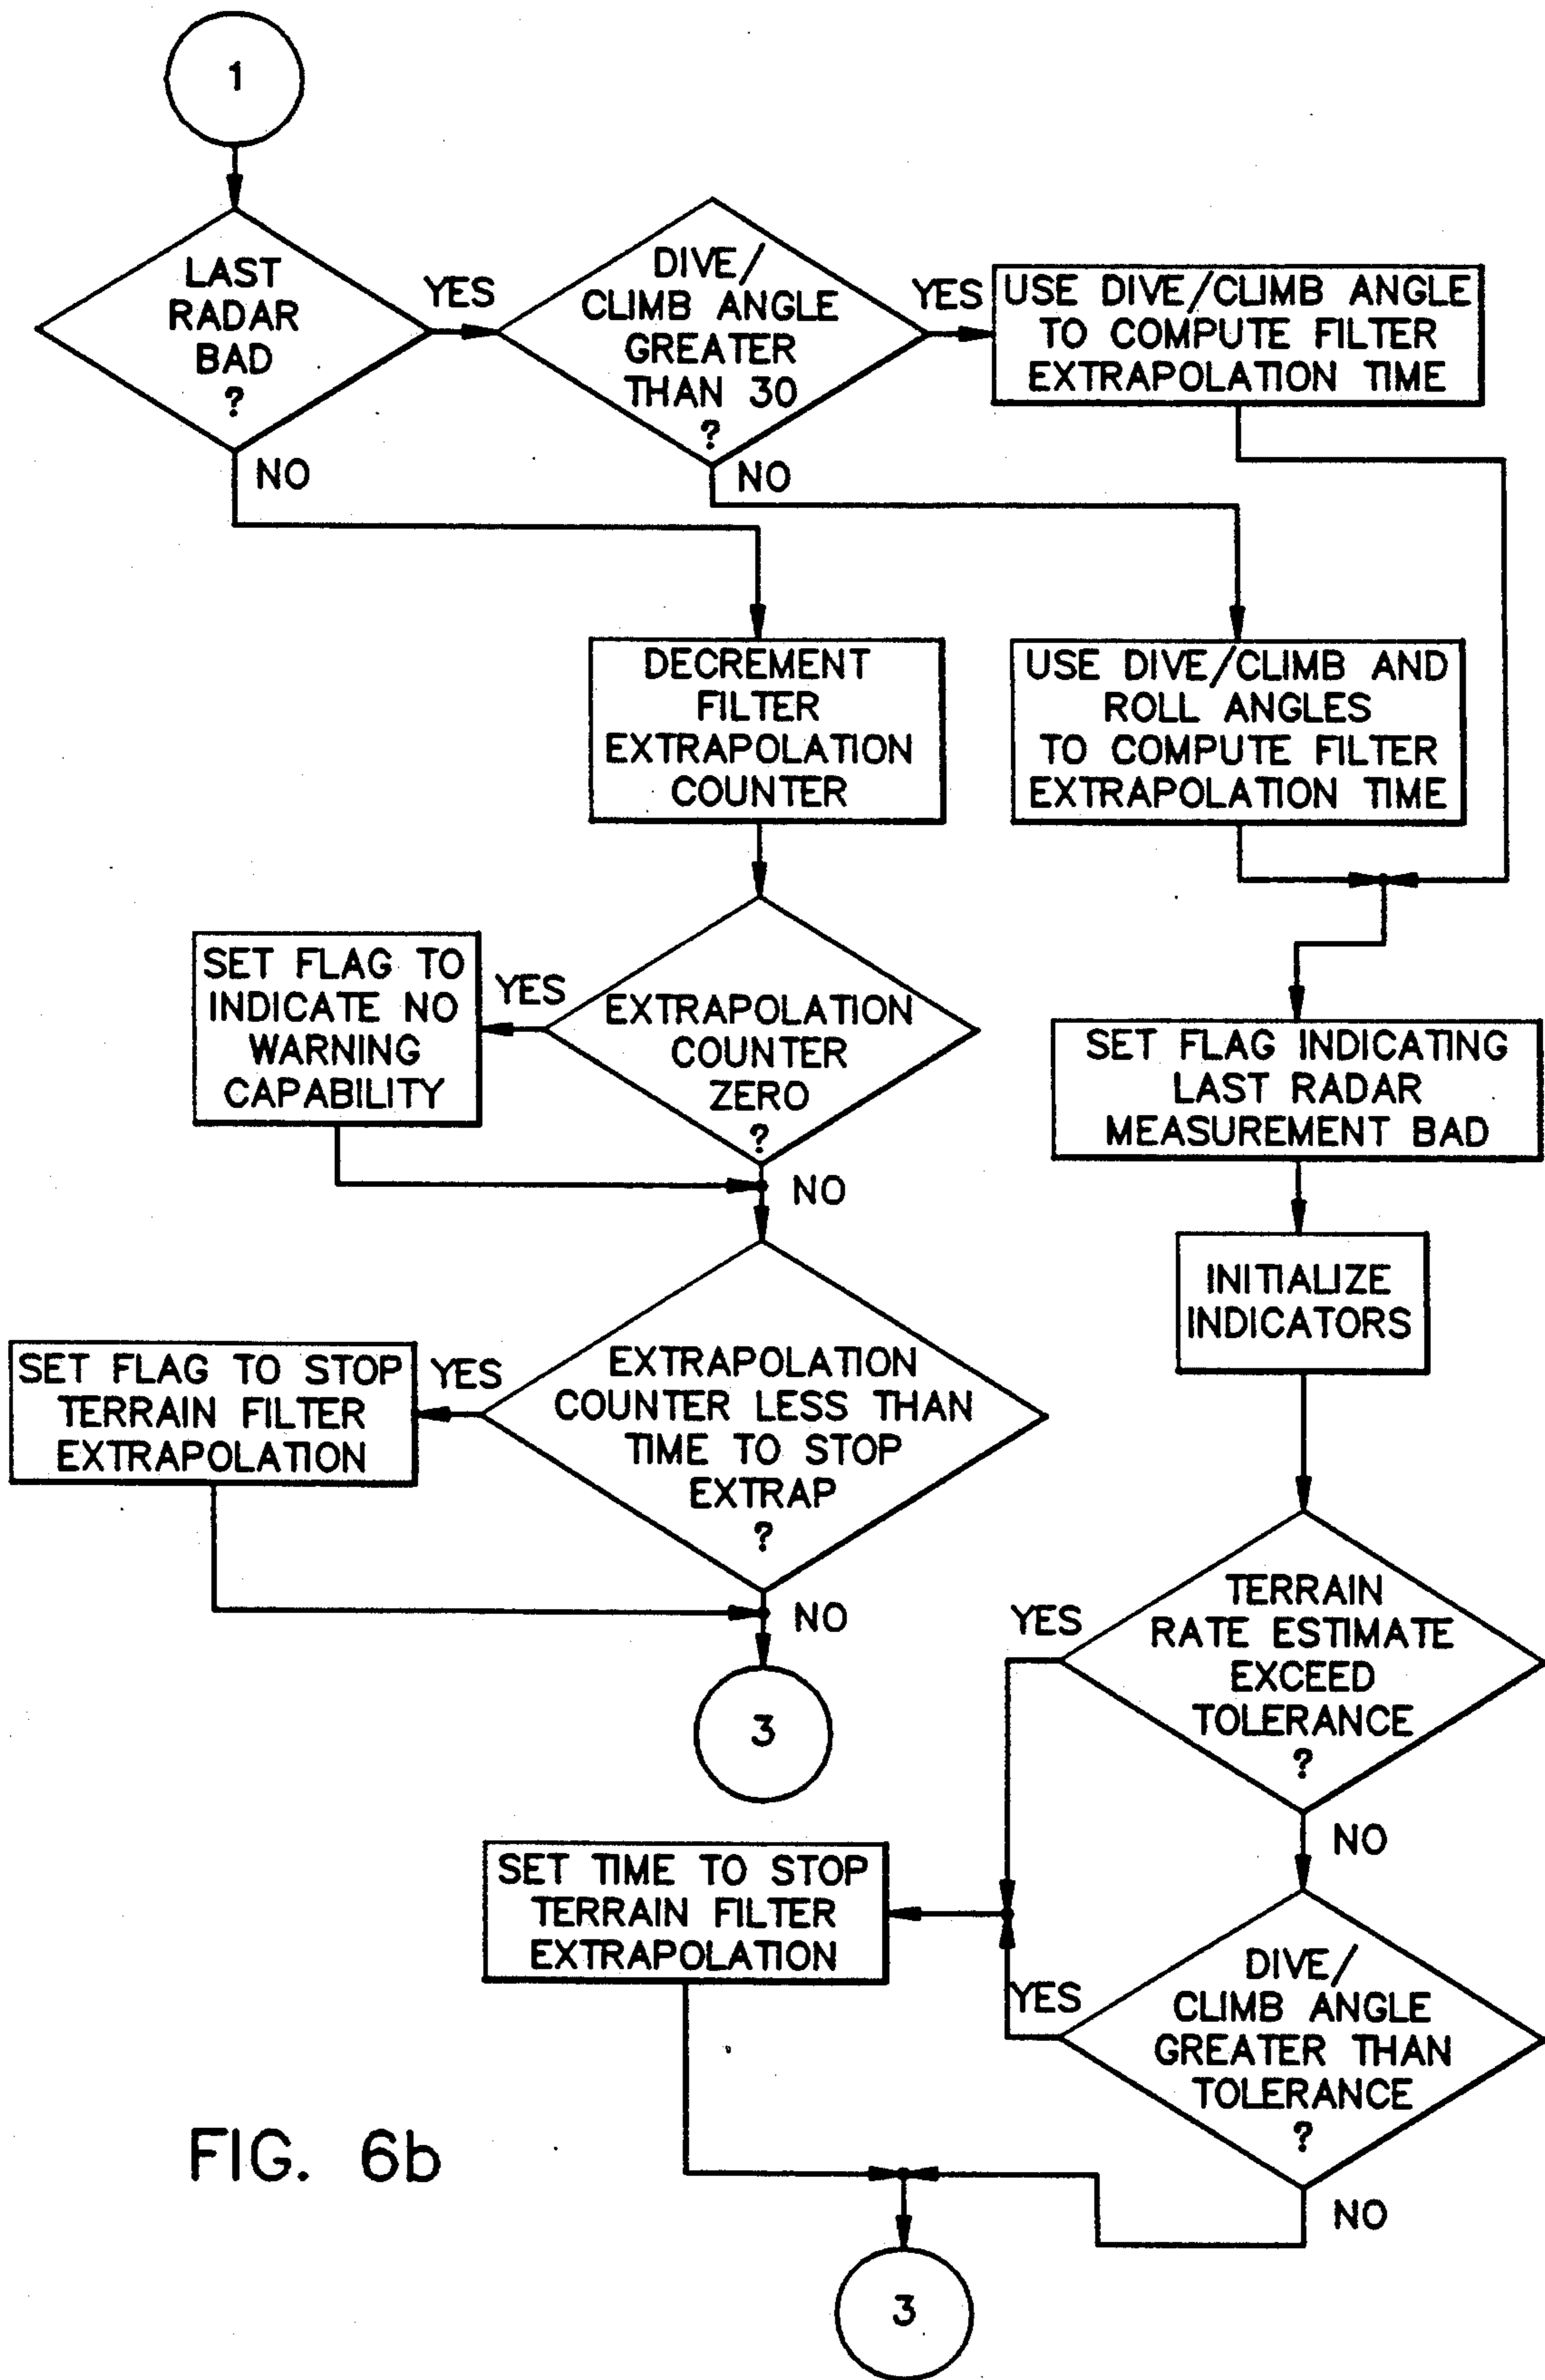 1
LAST
RADAR
BAD
?
YES
NO
DIVE/
CLIMB ANGLE
GREATER
THAN 30
?
YES
NO
USE DIVE/CLIMB ANGLE
TO COMPUTE FILTER
EXTRAPOLATION TIME
DECREMENT
FILTER
EXTRAPOLATION
COUNTER
USE DIVE/CLIMB AND
ROLL ANGLES
TO COMPUTE FILTER
EXTRAPOLATION TIME
SET FLAG TO
INDICATE NO
WARNING
CAPABILITY
YES
EXTRAPOLATION
COUNTER
ZERO
?
NO
SET FLAG INDICATING
LAST RADAR
MEASUREMENT BAD
INITIALIZE
INDICATORS
SET FLAG TO STOP
TERRAIN FILTER
EXTRAPOLATION
YES
EXTRAPOLATION
COUNTER LESS THAN
TIME TO STOP
EXTRAP
?
NO
3
YES
TERRAIN
RATE ESTIMATE
EXCEED
TOLERANCE
?
NO
SET TIME TO STOP
TERRAIN FILTER
EXTRAPOLATION
YES
DIVE/
CLIMB ANGLE
GREATER THAN
TOLERANCE
?
NO
3
FIG. 6b